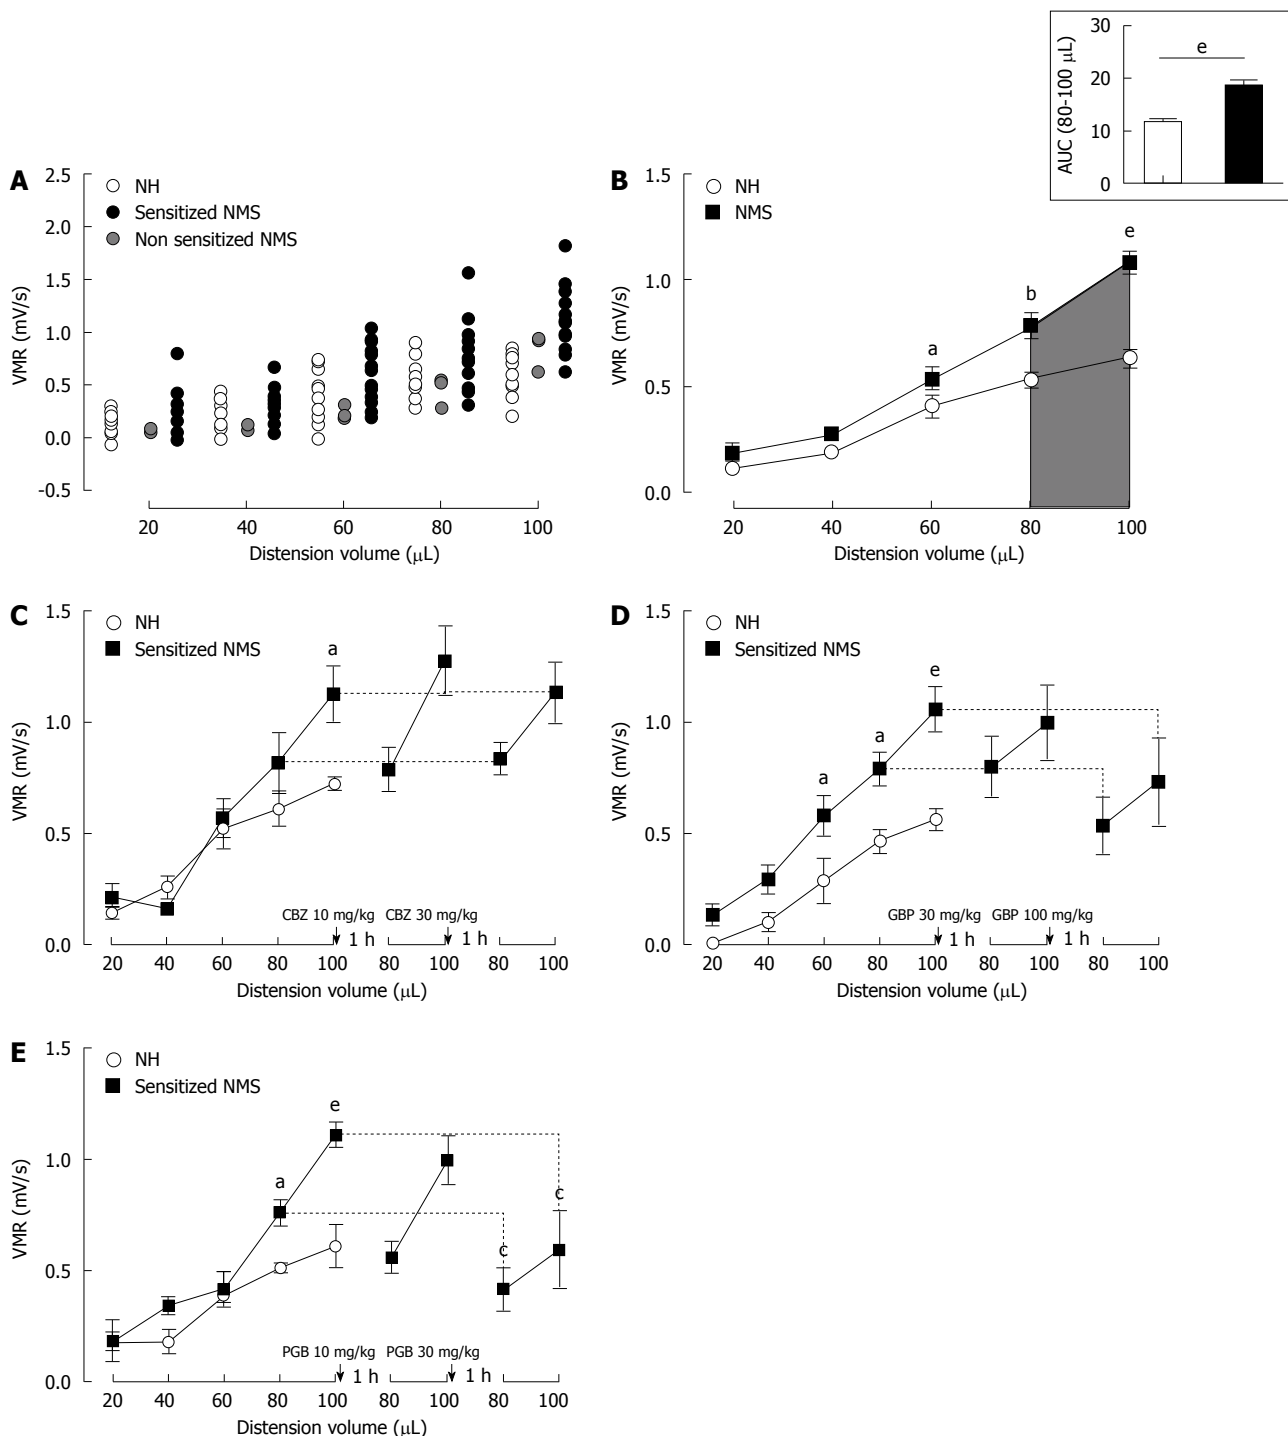 30
20
10
0
AUC (80-100 μL)
e
A
2.5
2.0
1.5
1.0
0.5
0.0
-0.5
VMR (mV/s)
NH
Sensitized NMS
Non sensitized NMS
20 40 60 80 100
Distension volume (μL)
B
1.5
1.0
0.5
0.0
VMR (mV/s)
NH
NMS
a
b
e
20 40 60 80 100
Distension volume (μL)
C
1.5
1.0
0.5
0.0
VMR (mV/s)
NH
Sensitized NMS
a
CBZ 10 mg/kg CBZ 30 mg/kg
1 h 1 h
20 40 60 80 100 80 100 80 100
Distension volume (μL)
D
1.5
1.0
0.5
0.0
VMR (mV/s)
NH
Sensitized NMS
a
a
e
GBP 30 mg/kg GBP 100 mg/kg
1 h 1 h
20 40 60 80 100 80 100 80 100
Distension volume (μL)
E
1.5
1.0
0.5
0.0
VMR (mV/s)
NH
Sensitized NMS
a
e
c
c
PGB 10 mg/kg PGB 30 mg/kg
1 h 1 h
20 40 60 80 100 80 100 80 100
Distension volume (μL)